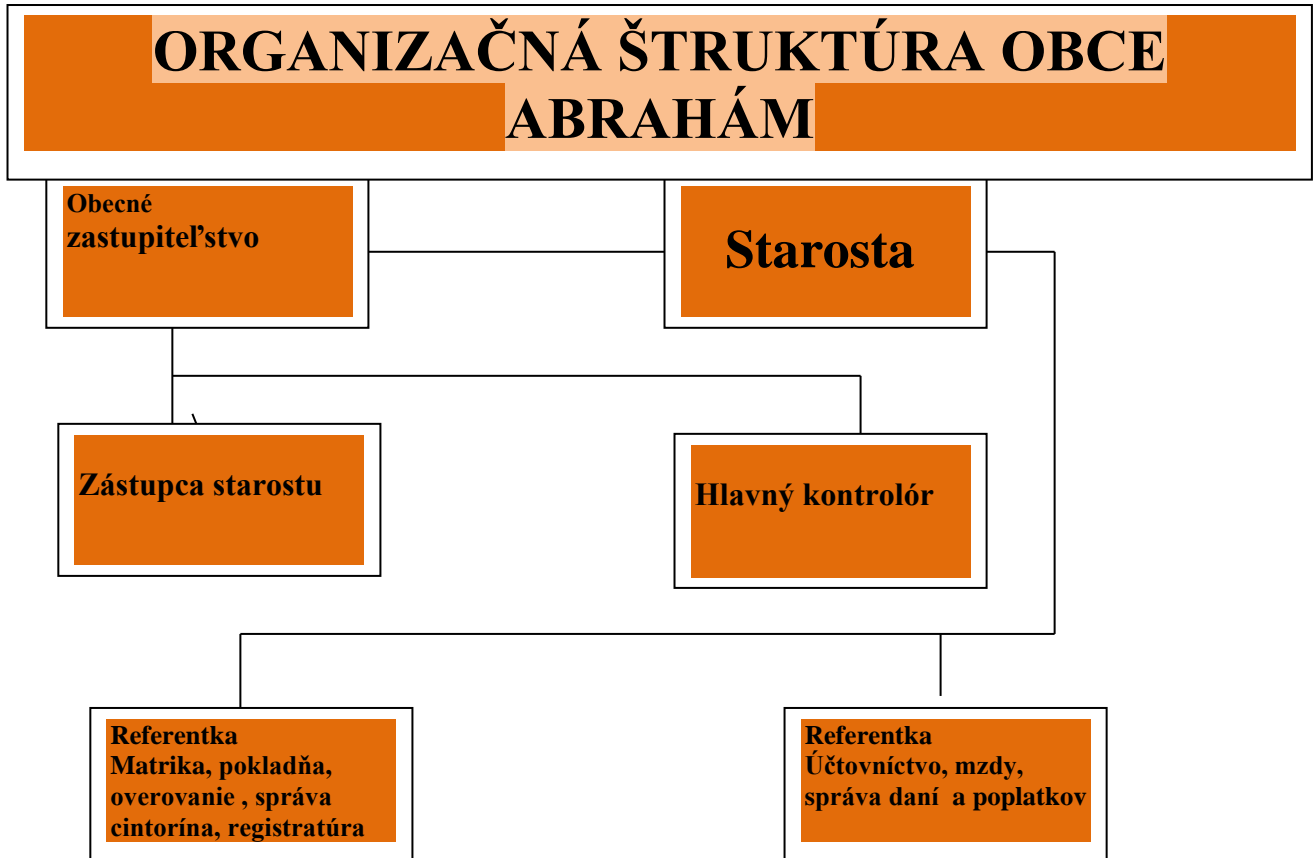 ORGANIZAČNÁ ŠTRUKTÚRA OBCE
ABRAHÁM
Obecné
zastupiteľstvo
Starosta
Zástupca starostu
Hlavný kontrolór
Referentka
Matrika, pokladňa,
overovanie , správa
cintorína, registratúra
Referentka
Účtovníctvo, mzdy,
správa daní  a poplatkov